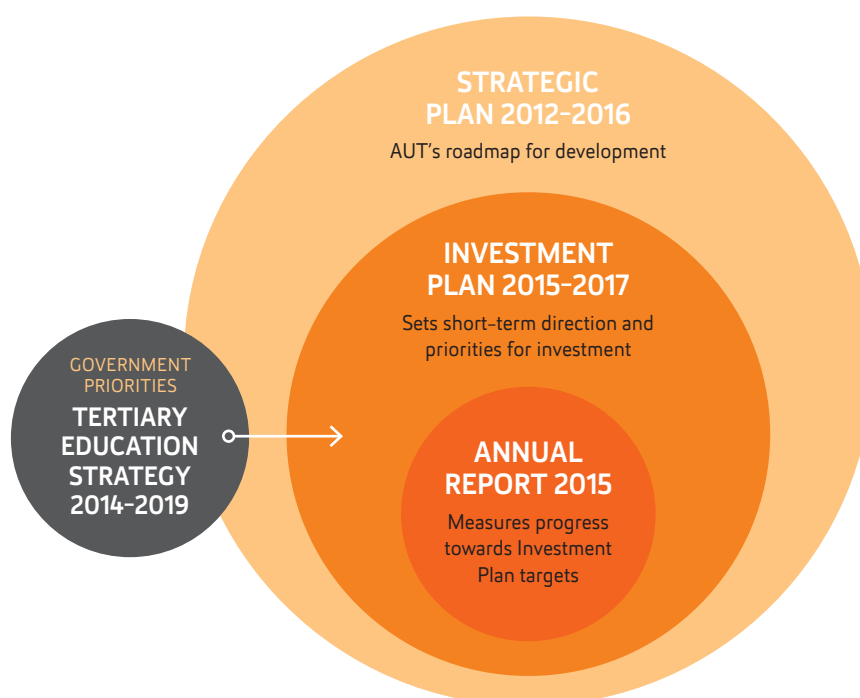 STRATEGIC
PLAN 2012-2016
AUT's roadmap for development
INVESTMENT
PLAN 2015-2017
Sets short-term direction and
priorities for investment
GOVERNMENT
PRIORITIES
TERTIARY
EDUCATION
STRATEGY
2014-2019
ANNUAL
REPORT 2015
Measures progress
towards Investment
Plan targets